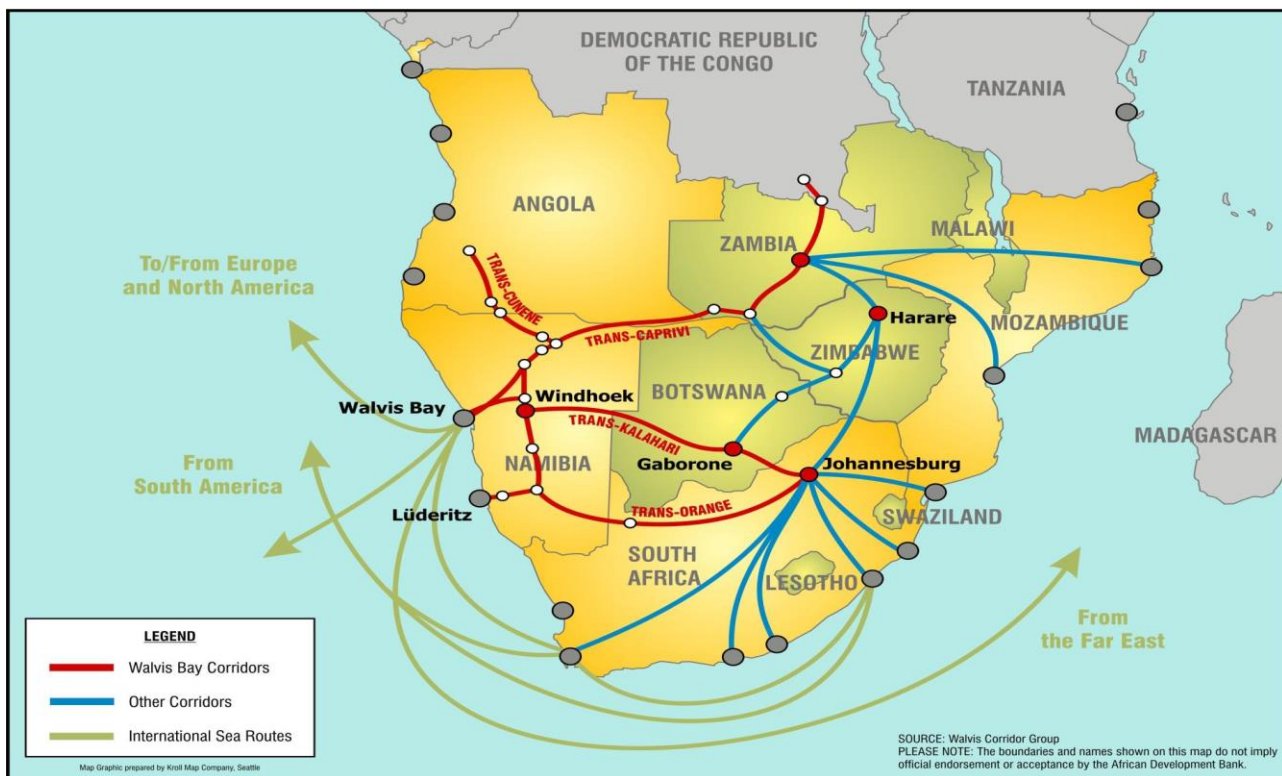 DEMOCRATIC REPUBLIC
OF THE CONGO
TANZANIA
ANGOLA
ZAMBIA
MALAWI
To/From Europe
and North America
TRANS-CUNENE
Harare
MOZAMBIQUE
TRANS-CAPRIVI
ZIMBABWE
BOTSWANA
Windhoek
Walvis Bay
TRANS-KALAHARI
MADAGASCAR
From
South America
NAMIBIA
Gaborone
Johannesburg
Lüderitz
TRANS-ORANGE
SWAZILAND
SOUTH
AFRICA
LESOTHO
From
the Far East
LEGEND
Walvis Bay Corridors
Other Corridors
International Sea Routes
Map Graphic prepared by Kroll Map Company, Seattle
SOURCE: Walvis Corridor Group
PLEASE NOTE: The boundaries and names shown on this map do not imply
official endorsement or acceptance by the African Development Bank.